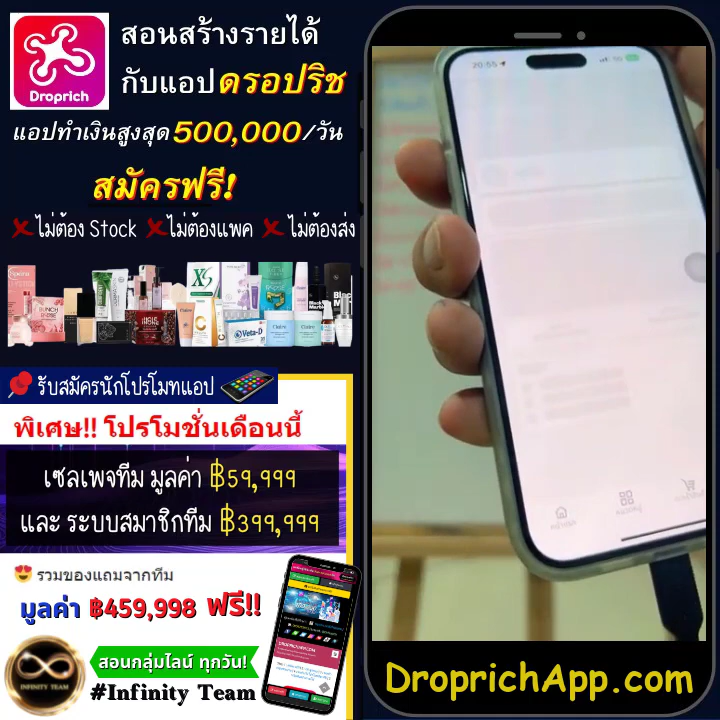 Droprich
สอนสร้างรายได้
กับแอป ดรอปริช
แอปทำเงินสูงสุด 500,000/วัน
สมัครฟรี!
ไม่ต้อง Stock ไม่ต้องแพค ไม่ต้องส่ง
XS
Veta-D
Claire
Black
รับสมัครนักโปรโมทแอป
พิเศษ!! โปรโมชั่นเดือนนี้
เซลเพจทีม มูลค่า ฿59,999
และ ระบบสมาชิกทีม ฿399,999
รวมของแถมจากทีม
มูลค่า ฿459,998 ฟรี!!
สอนกลุ่มไลน์ ทุกวัน!
#Infinity Team
INFINITY TEAM
20:55
DroprichApp.com